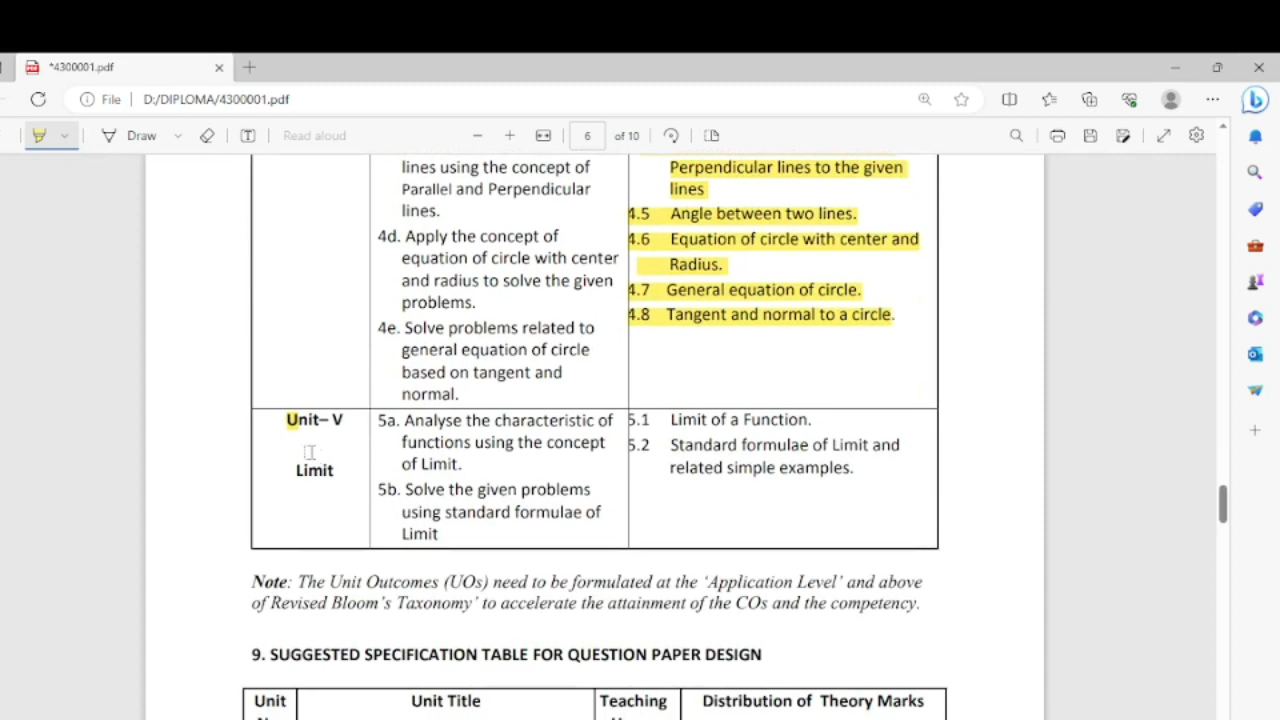 *4300001.pdf
File D:/DIPLOMA/4300001.pdf
Draw Read aloud 6 of 10
lines using the concept of
Parallel and Perpendicular
lines.
4d. Apply the concept of
equation of circle with center
and radius to solve the given
problems.
4e. Solve problems related to
general equation of circle
based on tangent and
normal.
Perpendicular lines to the given
lines
4.5 Angle between two lines.
4.6 Equation of circle with center and
Radius.
4.7 General equation of circle.
4.8 Tangent and normal to a circle.
Unit– V
Limit
5a. Analyse the characteristic of
functions using the concept
of Limit.
5b. Solve the given problems
using standard formulae of
Limit
5.1 Limit of a Function.
5.2 Standard formulae of Limit and
related simple examples.
Note: The Unit Outcomes (UOs) need to be formulated at the ‘Application Level’ and above
of Revised Bloom’s Taxonomy’ to accelerate the attainment of the COs and the competency.
9. SUGGESTED SPECIFICATION TABLE FOR QUESTION PAPER DESIGN
Unit Unit Title Teaching Distribution of Theory Marks